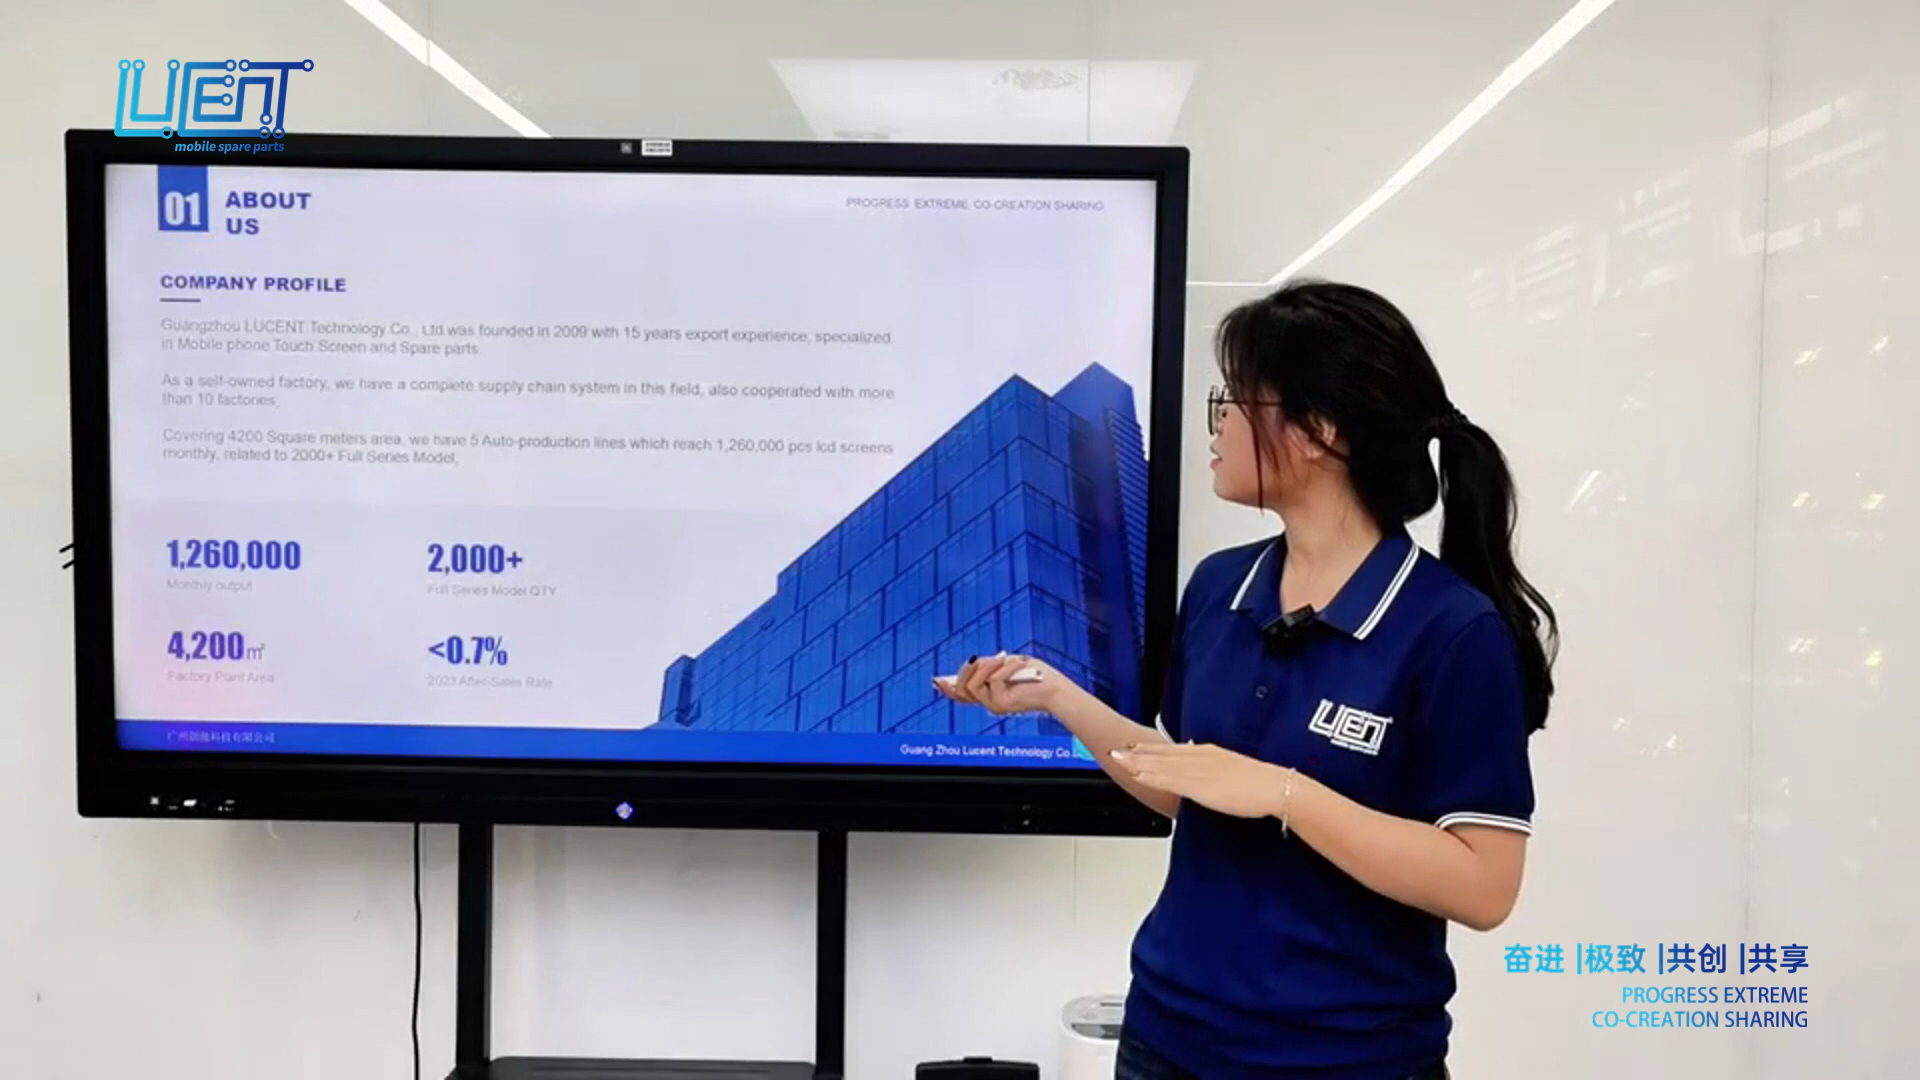 LUCENT
mobile spare parts
01
ABOUT
US
PROGRESS EXTREME CO-CREATION SHARING
COMPANY PROFILE
Guangzhou LUCENT Technology Co., Ltd was founded in 2009 with 15 years export experience, specialized
in Mobile phone Touch Screen and Spare parts.
As a self-owned factory, we have a complete supply chain system in this field, also cooperated with more
than 10 factories,
Covering 4200 Square meters area, we have 5 Auto-production lines which reach 1,260,000 pcs lcd screens
monthly, related to 2000+ Full Series Model,
1,260,000
Monthly output
2,000+
Full Series Model QTY
4,200㎡
Factory Plant Area
<0.7%
2023 After-Sales Rate
科技有限公司
Guang Zhou Lucent Technology Co.
LUCENT
奋进 |极致 |共创 |共享
PROGRESS EXTREME
CO-CREATION SHARING